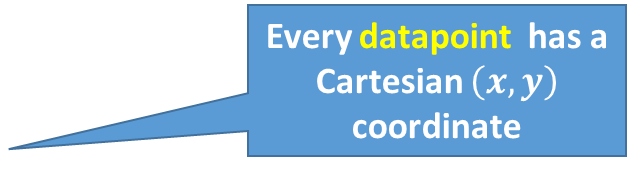 Every datapoint has a
Cartesian (x, y)
coordinate